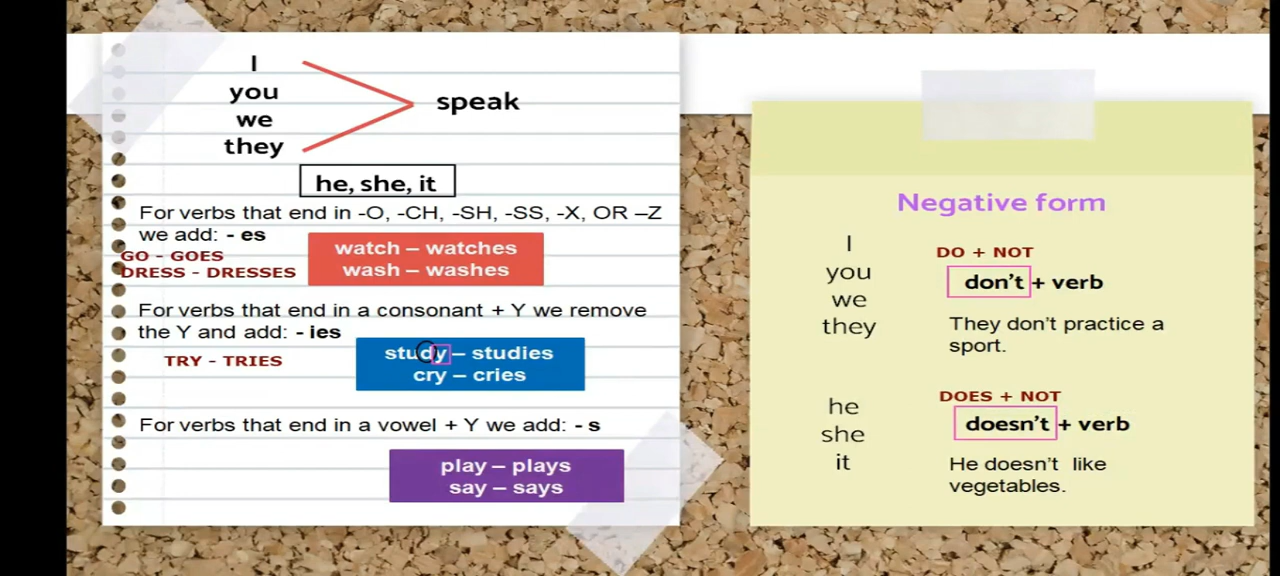 I
you
we
they
speak
he, she, it
For verbs that end in -O, -CH, -SH, -SS, -X, OR –Z
we add: - es
GO - GOES
DRESS - DRESSES
watch – watches
wash – washes
For verbs that end in a consonant + Y we remove
the Y and add: - ies
TRY - TRIES
study – studies
cry – cries
For verbs that end in a vowel + Y we add: - s
play – plays
say – says
Negative form
I
you
we
they
DO + NOT
don't + verb
They don't practice a
sport.
he
she
it
DOES + NOT
doesn't + verb
He doesn't like
vegetables.